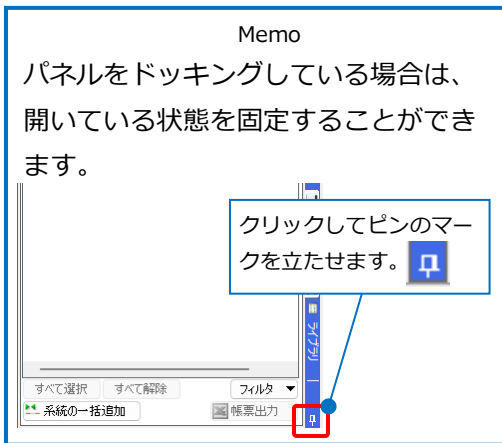 Memo
パネルをドッキングしている場合は、
開いている状態を固定することができ
ます。
クリックしてピンのマー
クを立たせます。
ライブラリ
すべて選択 すべて解除 フィルタ
系統の一括追加 帳票出力